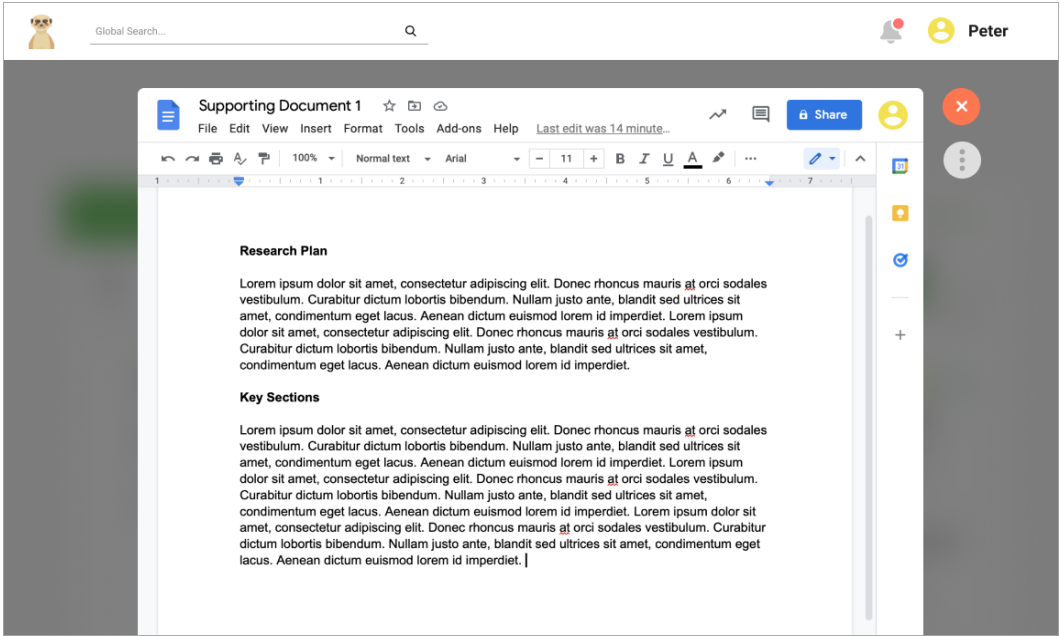 Global Search...
Peter
Supporting Document 1
Share
File Edit View Insert Format Tools Add-ons Help Last edit was 14 minute...
100% Normal text Arial 11 B I U A
31
1 1 2 3 4 5 6 7
Research Plan
Lorem ipsum dolor sit amet, consectetur adipiscing elit. Donec rhoncus mauris at orci sodales
vestibulum. Curabitur dictum lobortis bibendum. Nullam justo ante, blandit sed ultrices sit
amet, condimentum eget lacus. Aenean dictum euismod lorem id imperdiet. Lorem ipsum
dolor sit amet, consectetur adipiscing elit. Donec rhoncus mauris at orci sodales vestibulum.
Curabitur dictum lobortis bibendum. Nullam justo ante, blandit sed ultrices sit amet,
condimentum eget lacus. Aenean dictum euismod lorem id imperdiet.
Key Sections
Lorem ipsum dolor sit amet, consectetur adipiscing elit. Donec rhoncus mauris at orci sodales
vestibulum. Curabitur dictum lobortis bibendum. Nullam justo ante, blandit sed ultrices sit
amet, condimentum eget lacus. Aenean dictum euismod lorem id imperdiet. Lorem ipsum
dolor sit amet, consectetur adipiscing elit. Donec rhoncus mauris at orci sodales vestibulum.
Curabitur dictum lobortis bibendum. Nullam justo ante, blandit sed ultrices sit amet,
condimentum eget lacus. Aenean dictum euismod lorem id imperdiet. Lorem ipsum dolor sit
amet, consectetur adipiscing elit. Donec rhoncus mauris at orci sodales vestibulum. Curabitur
dictum lobortis bibendum. Nullam justo ante, blandit sed ultrices sit amet, condimentum eget
lacus. Aenean dictum euismod lorem id imperdiet.